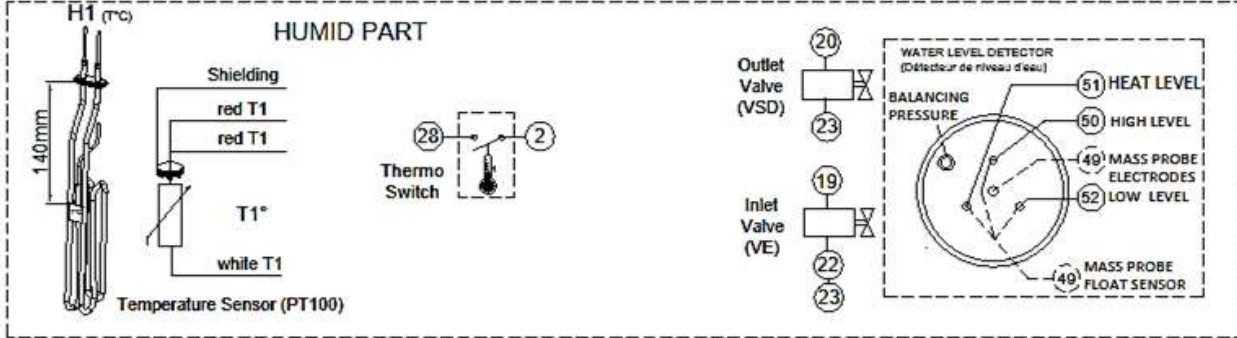 H1 (T°C)
HUMID PART
140mm
Shielding
red T1
red T1
T1°
white T1
Temperature Sensor (PT100)
28
2
Thermo
Switch
Outlet
Valve
(VSD)
20
23
Inlet
Valve
(VE)
19
22
23
WATER LEVEL DETECTOR
(Détecteur de niveau d'eau)
BALANCING
PRESSURE
51 HEAT LEVEL
50 HIGH LEVEL
49 MASS PROBE
ELECTRODES
52 LOW LEVEL
49 MASS PROBE
FLOAT SENSOR